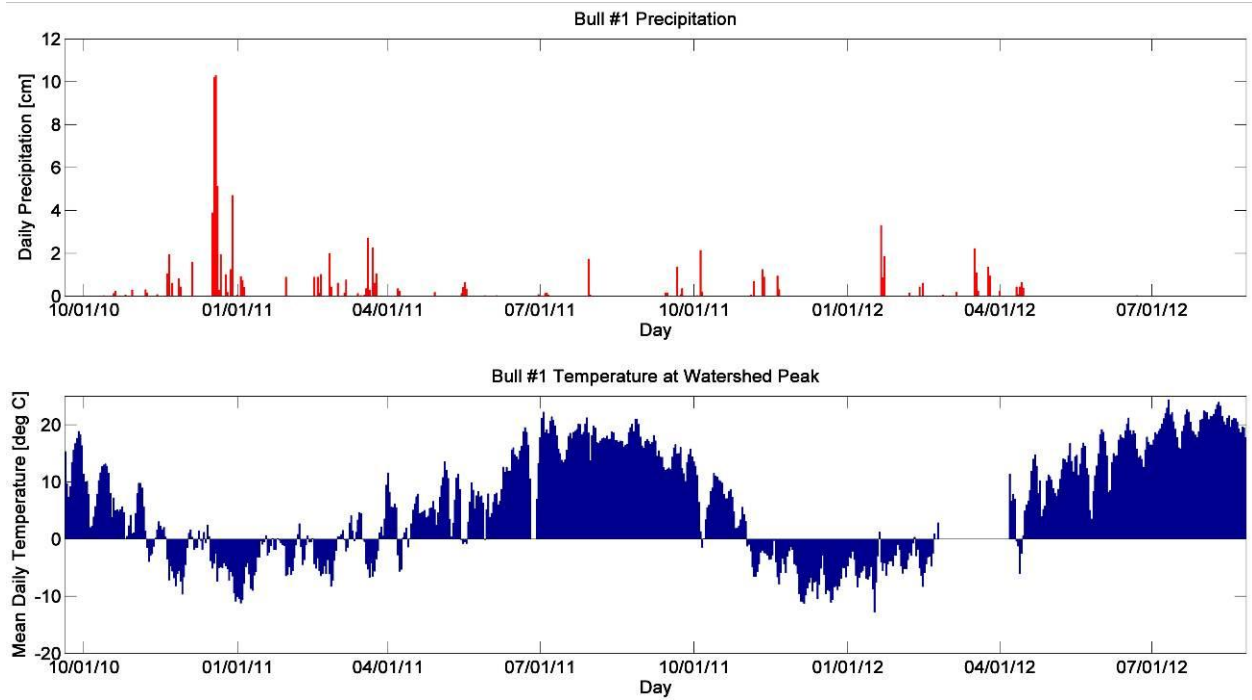 Bull #1 Precipitation
Daily Precipitation [cm]
12
10
8
6
4
2
0
10/01/10 01/01/11 04/01/11 07/01/11 10/01/11 01/01/12 04/01/12 07/01/12
Day
Bull #1 Temperature at Watershed Peak
Mean Daily Temperature [deg C]
20
10
0
-10
-20
10/01/10 01/01/11 04/01/11 07/01/11 10/01/11 01/01/12 04/01/12 07/01/12
Day